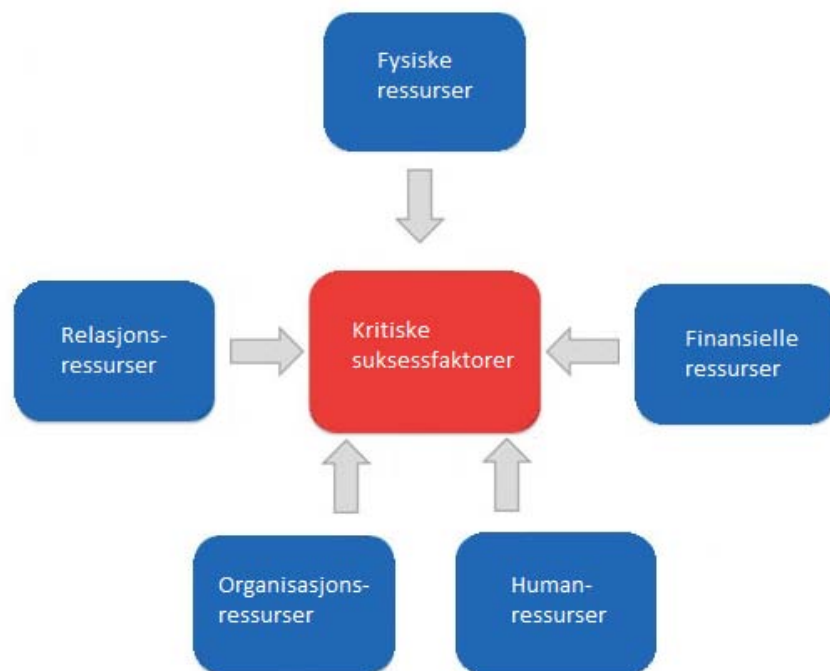 Fysiske
ressurser
Relasjons-
ressurser
Kritiske
suksessfaktorer
Finansielle
ressurser
Organisasjons-
ressurser
Human-
ressurser